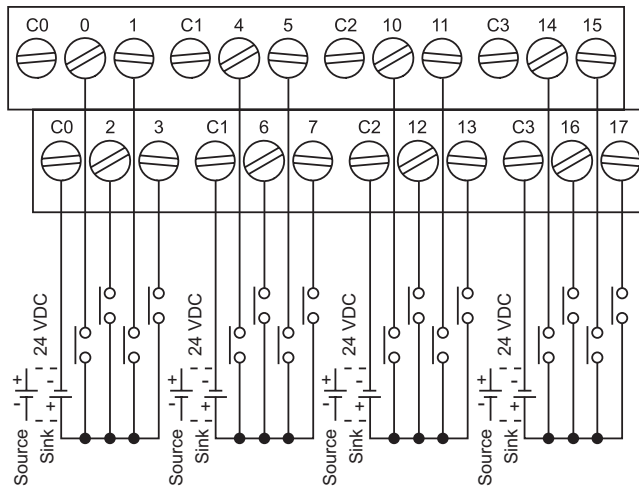 C0 0 1 C1 4 5 C2 10 11 C3 14 15
C0 2 3 C1 6 7 C2 12 13 C3 16 17
24 VDC 24 VDC 24 VDC 24 VDC
+ - + - + - + -
- + - + - + - +
Source Sink Source Sink Source Sink Source Sink